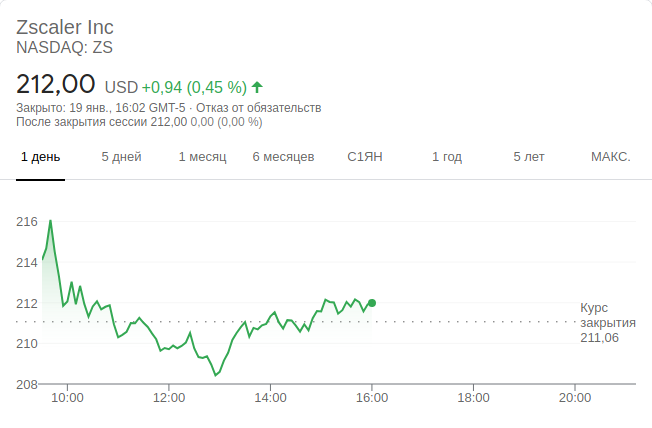 Zscaler Inc
NASDAQ: ZS
212,00 USD +0,94 (0,45 %)
Закрыто: 19 янв., 16:02 GMT-5 · Отказ от обязательств
После закрытия сессии 212,00 0,00 (0,00 %)
1 день 5 дней 1 месяц 6 месяцев С1ЯН 1 год 5 лет МАКС.
216
214
212
210
208
Курс
закрытия
211,06
10:00 12:00 14:00 16:00 18:00 20:00